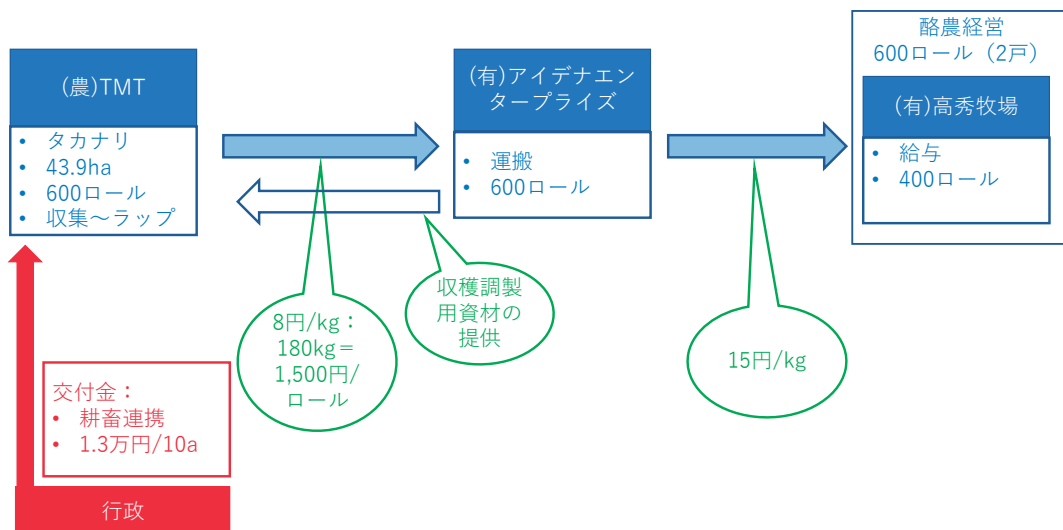 (農)TMT
• タカナリ
• 43.9ha
• 600ロール
• 収集～ラップ
(有)アイデナエン
タープライズ
• 運搬
• 600ロール
酪農経営
600ロール（2戸）
(有)高秀牧場
• 給与
• 400ロール
8円/kg：
180kg＝
1,500円/
ロール
収穫調製
用資材の
提供
15円/kg
交付金：
• 耕畜連携
• 1.3万円/10a
行政